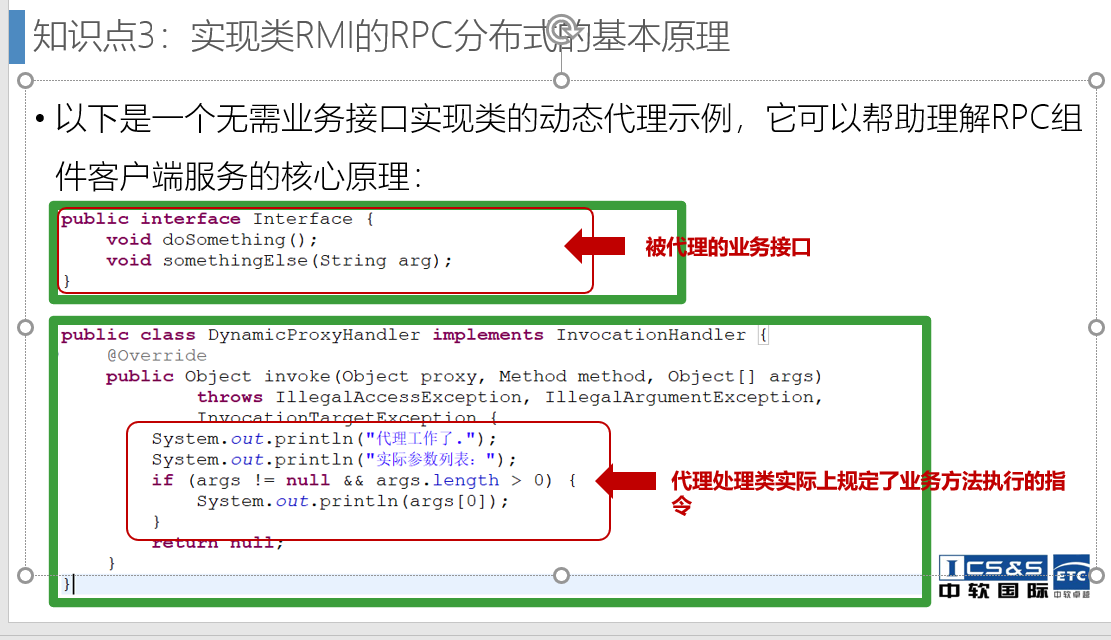 知识点3：实现类RMI的RPC分布式的基本原理
• 以下是一个无需业务接口实现类的动态代理示例，它可以帮助理解RPC组
件客户端服务的核心原理：
public interface Interface {
void doSomething();
void somethingElse(String arg);
}
被代理的业务接口
public class DynamicProxyHandler implements InvocationHandler {
@Override
public Object invoke(Object proxy, Method method, Object[] args)
throws IllegalAccessException, IllegalArgumentException,
InvocationTargetException {
System.out.println("代理工作了.");
System.out.println("实际参数列表: ");
if (args != null && args.length > 0) {
System.out.println(args[0]);
}
return null;
}
}
代理处理类实际上规定了业务方法执行的指
令
ICS&S
中软国际
ETC
中软卓越